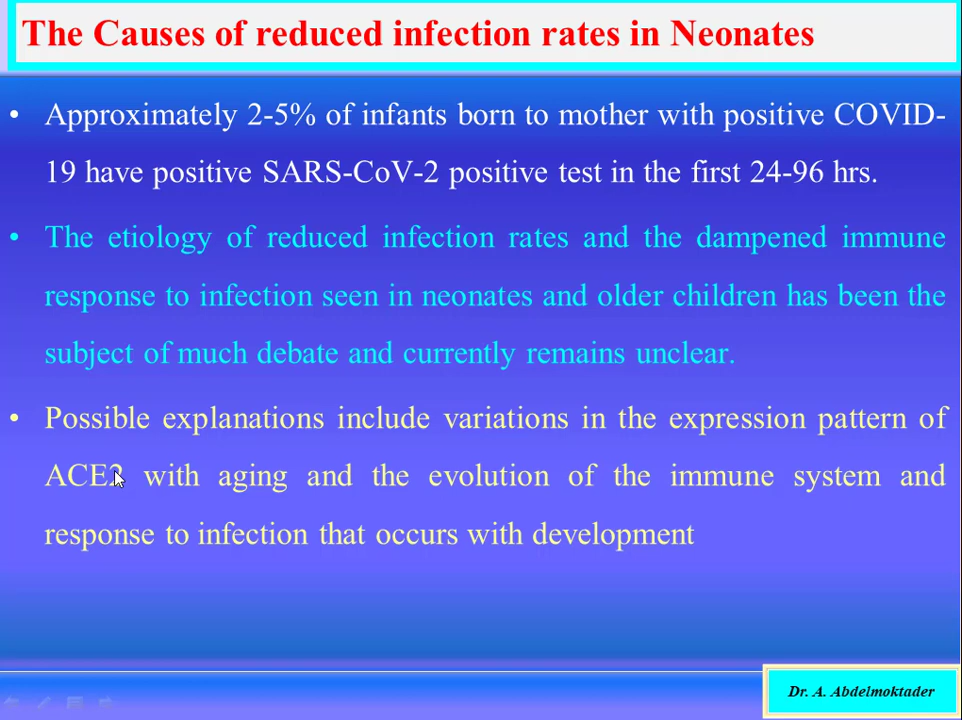 The Causes of reduced infection rates in Neonates
• Approximately 2-5% of infants born to mother with positive COVID-
19 have positive SARS-CoV-2 positive test in the first 24-96 hrs.
• The etiology of reduced infection rates and the dampened immune
response to infection seen in neonates and older children has been the
subject of much debate and currently remains unclear.
• Possible explanations include variations in the expression pattern of
ACE2 with aging and the evolution of the immune system and
response to infection that occurs with development
Dr. A. Abdelmoktader